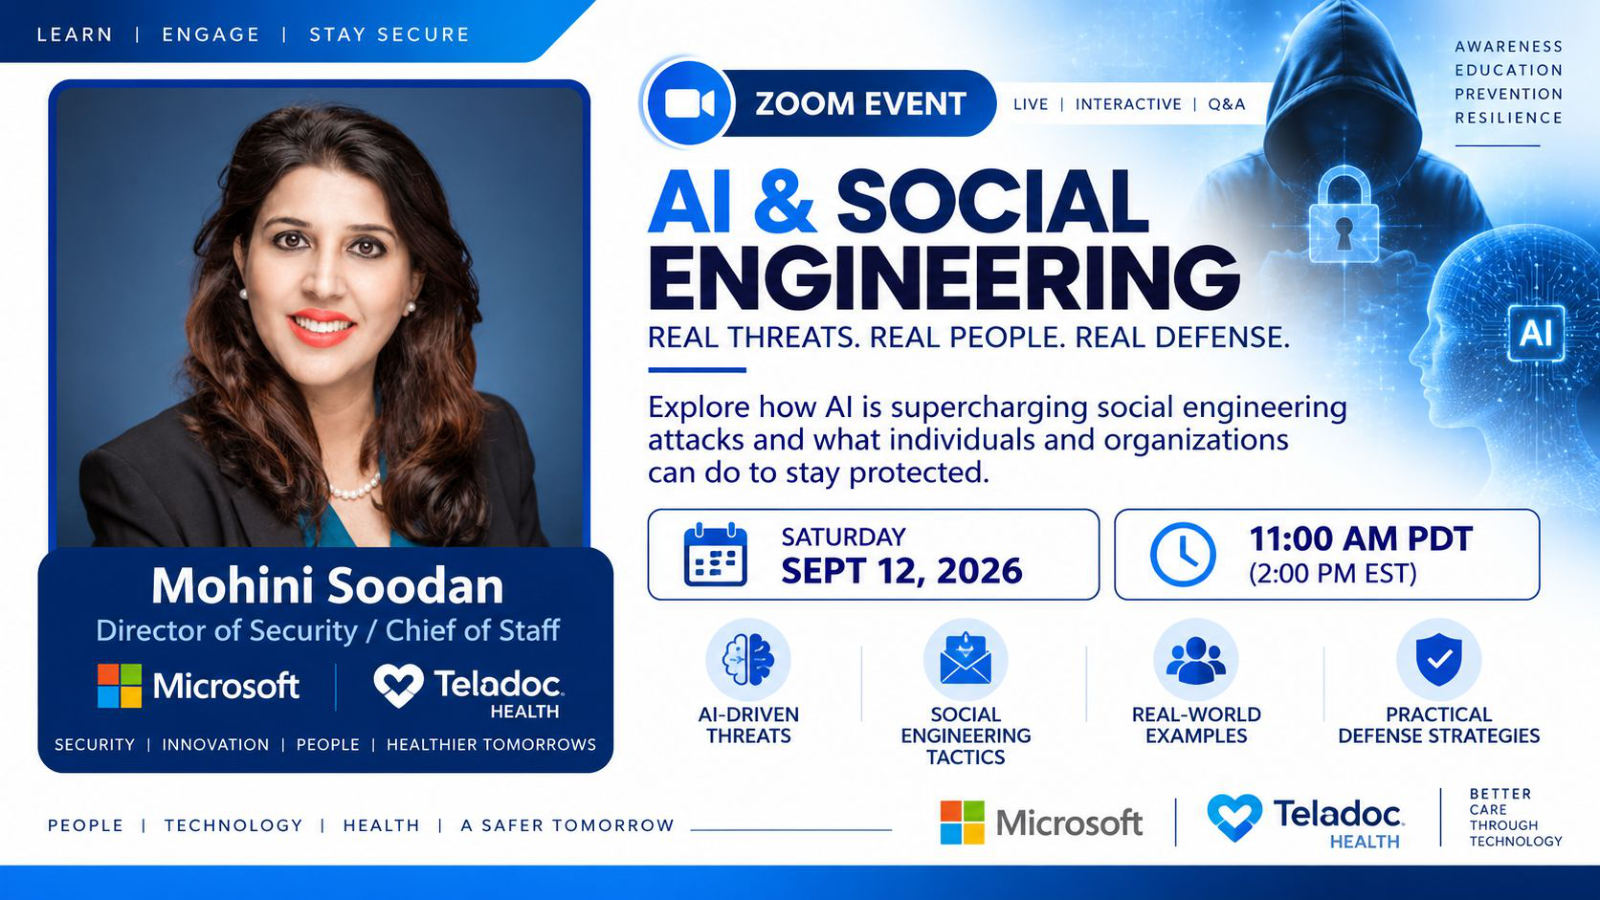 LEARN | ENGAGE | STAY SECURE
Mohini Soodan
Director of Security / Chief of Staff
Microsoft | Teladoc.
HEALTH
SECURITY | INNOVATION | PEOPLE | HEALTHIER TOMORROWS
ZOOM EVENT
LIVE | INTERACTIVE | Q&A
AWARENESS
EDUCATION
PREVENTION
RESILIENCE
AI & SOCIAL
ENGINEERING
REAL THREATS. REAL PEOPLE. REAL DEFENSE.
AI
Explore how AI is supercharging social engineering
attacks and what individuals and organizations
can do to stay protected.
SATURDAY
SEPT 12, 2026
11:00 AM PDT
(2:00 PM EST)
AI-DRIVEN
THREATS
SOCIAL
ENGINEERING
TACTICS
REAL-WORLD
EXAMPLES
PRACTICAL
DEFENSE STRATEGIES
PEOPLE | TECHNOLOGY | HEALTH | A SAFER TOMORROW
Microsoft | Teladoc.
HEALTH
BETTER
CARE
THROUGH
TECHNOLOGY